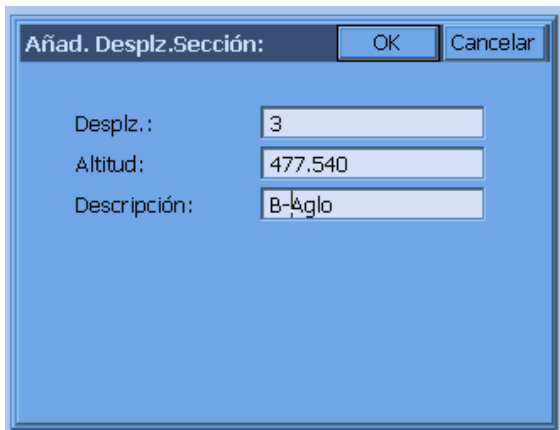 Añad. Desplz.Sección: OK Cancelar
Desplz.: 3
Altitud: 477.540
Descripción: B-Aglo